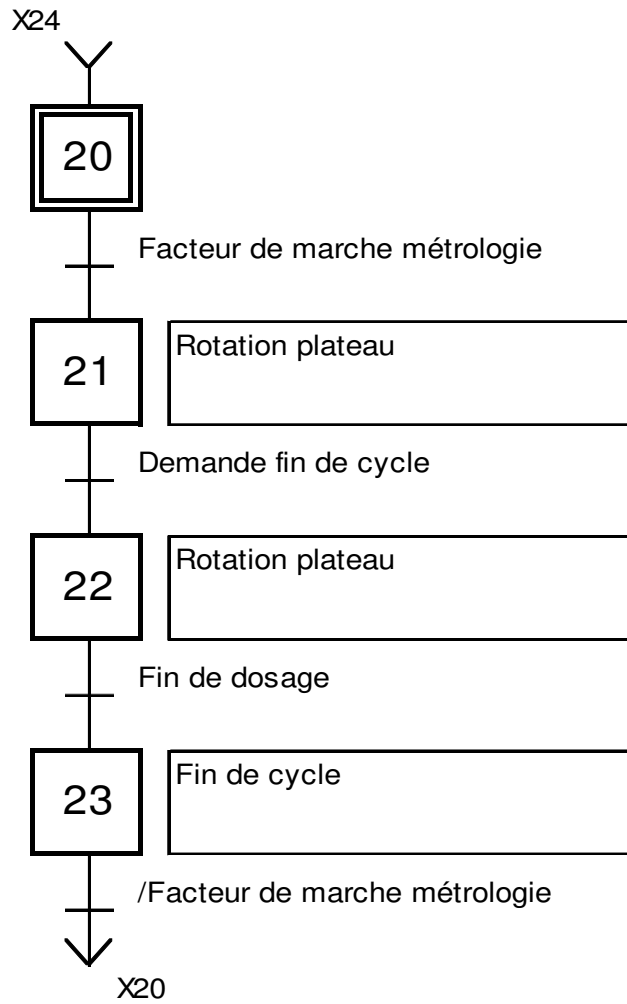 X24
20
Facteur de marche métrologie
21
Rotation plateau
Demande fin de cycle
22
Rotation plateau
Fin de dosage
23
Fin de cycle
/Facteur de marche métrologie
X20